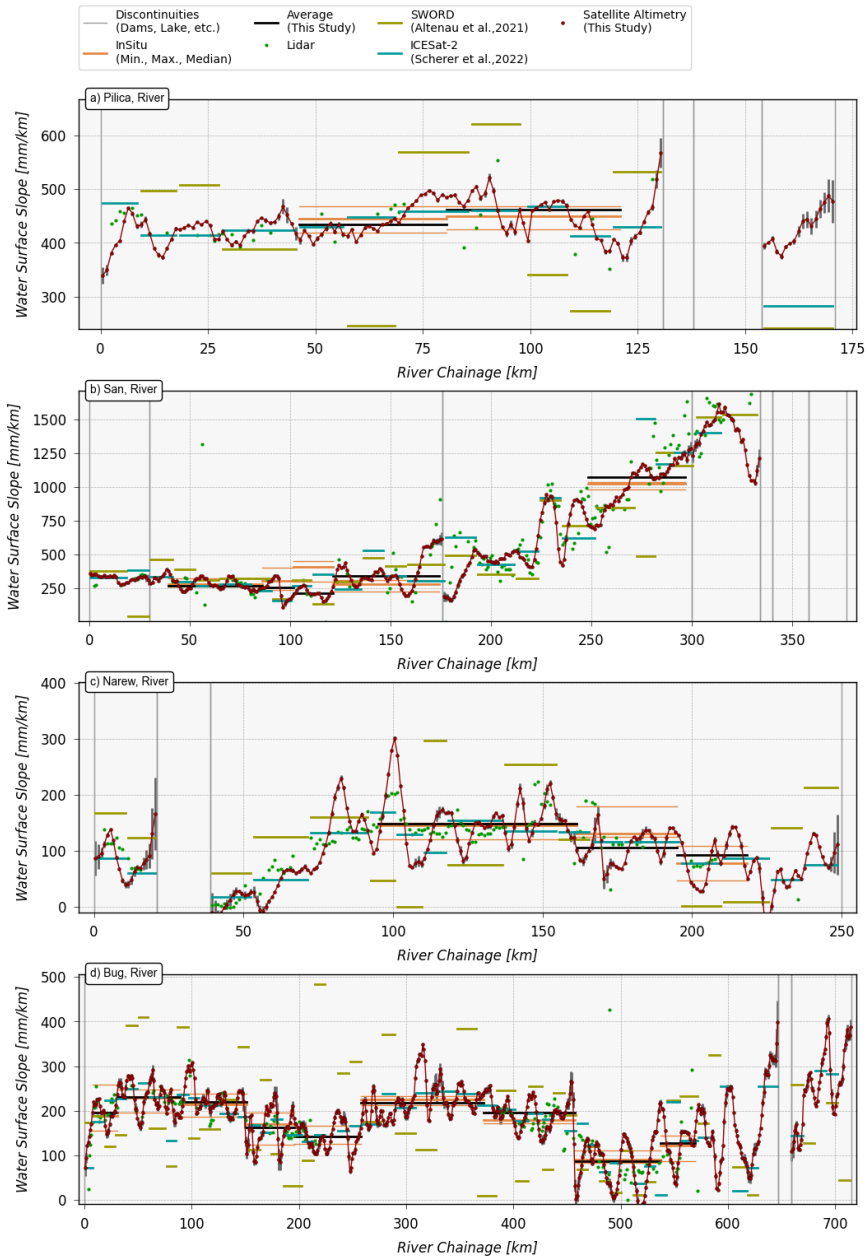 Discontinuities
(Dams, Lake, etc.)
InSitu
(Min., Max., Median)
Average
(This Study)
Lidar
SWORD
(Altenau et al.,2021)
ICESat-2
(Scherer et al.,2022)
Satellite Altimetry
(This Study)
a) Pilica, River
Water Surface Slope [mm/km]
600
500
400
300
0 25 50 75 100 125 150 175
River Chainage [km]
b) San, River
Water Surface Slope [mm/km]
1500
1250
1000
750
500
250
0 50 100 150 200 250 300 350
River Chainage [km]
c) Narew, River
Water Surface Slope [mm/km]
400
300
200
100
0
0 50 100 150 200 250
River Chainage [km]
d) Bug, River
Water Surface Slope [mm/km]
500
400
300
200
100
0
0 100 200 300 400 500 600 700
River Chainage [km]